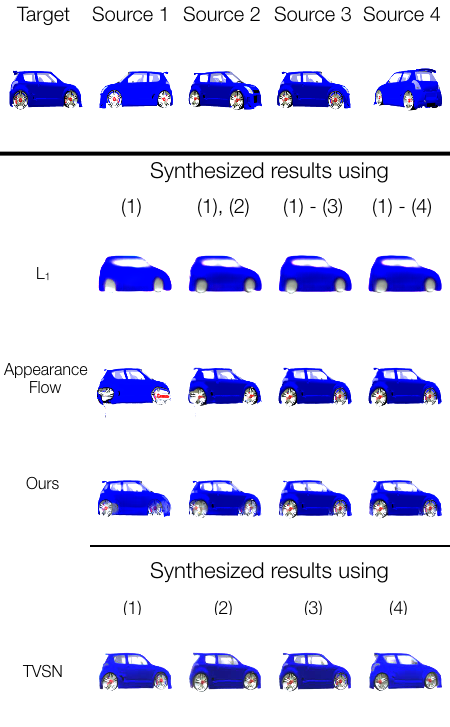 Target Source 1 Source 2 Source 3 Source 4
Synthesized results using
(1) (1), (2) (1) - (3) (1) - (4)
L₁
Appearance
Flow
Ours
Synthesized results using
(1) (2) (3) (4)
TVSN